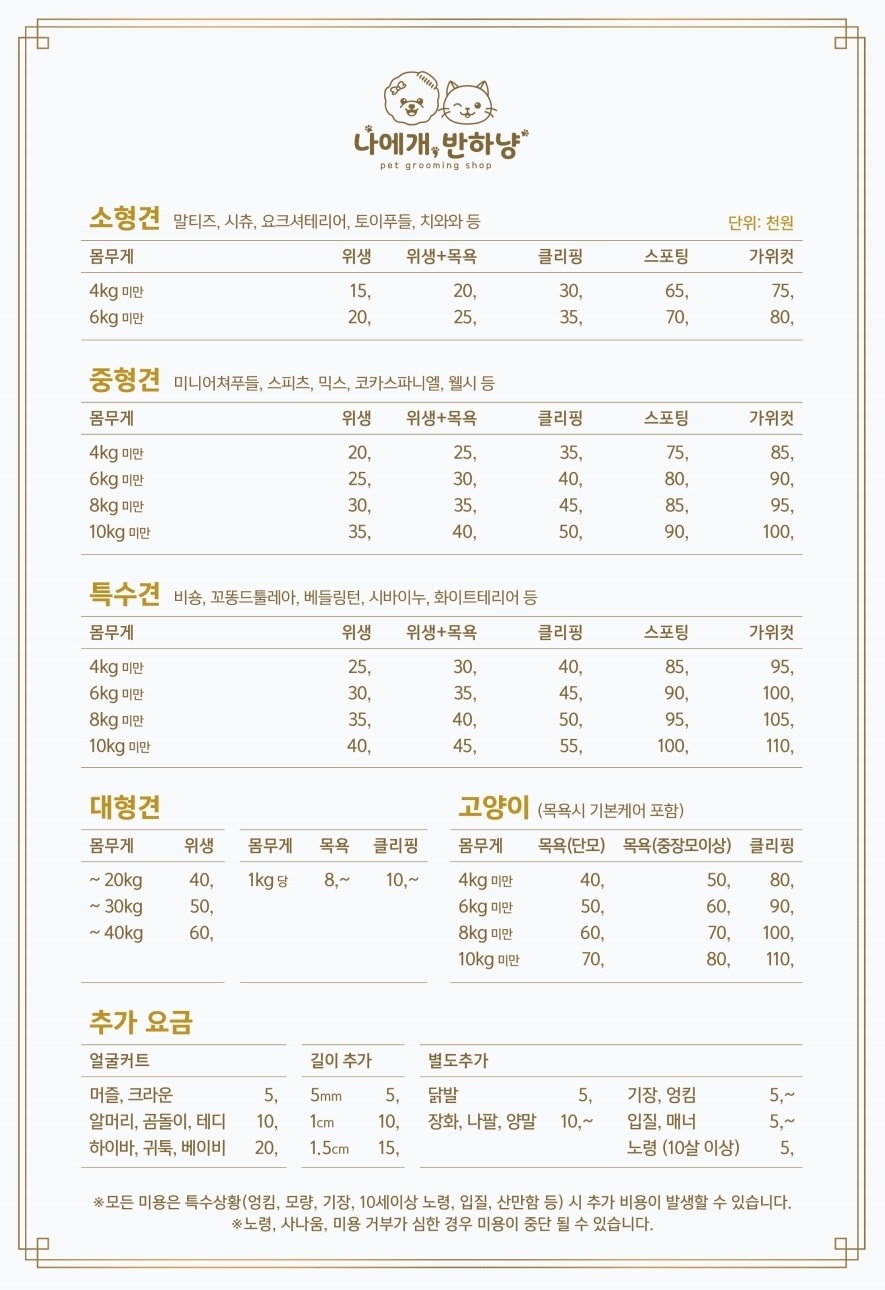 나에개, 반하냥
pet grooming shop
소형견 말티즈, 시츄, 요크셔테리어, 토이푸들, 치와와 등 단위: 천원
몸무게 위생 위생+목욕 클리핑 스포팅 가위컷
4kg 미만 15, 20, 30, 65, 75,
6kg 미만 20, 25, 35, 70, 80,
중형견 미니어쳐푸들, 스피츠, 믹스, 코카스파니엘, 웰시 등
몸무게 위생 위생+목욕 클리핑 스포팅 가위컷
4kg 미만 20, 25, 35, 75, 85,
6kg 미만 25, 30, 40, 80, 90,
8kg 미만 30, 35, 45, 85, 95,
10kg 미만 35, 40, 50, 90, 100,
특수견 비숑, 꼬똥드툴레아, 베들링턴, 시바이누, 화이트테리어 등
몸무게 위생 위생+목욕 클리핑 스포팅 가위컷
4kg 미만 25, 30, 40, 85, 95,
6kg 미만 30, 35, 45, 90, 100,
8kg 미만 35, 40, 50, 95, 105,
10kg 미만 40, 45, 55, 100, 110,
대형견
몸무게 위생
~ 20kg 40,
~ 30kg 50,
~ 40kg 60,
몸무게 목욕 클리핑
1kg 당 8,~ 10,~
고양이 (목욕시 기본케어 포함)
몸무게 목욕(단모) 목욕(중장모이상) 클리핑
4kg 미만 40, 50, 80,
6kg 미만 50, 60, 90,
8kg 미만 60, 70, 100,
10kg 미만 70, 80, 110,
추가 요금
얼굴커트
머즐, 크라운 5,
알머리, 곰돌이, 테디 10,
하이바, 귀툭, 베이비 20,
길이 추가
5mm 5,
1cm 10,
1.5cm 15,
별도추가
닭발 5, 기장, 엉킴 5,~
장화, 나팔, 양말 10,~ 입질, 매너 5,~
노령 (10살 이상) 5,
※모든 미용은 특수상황(엉킴, 모량, 기장, 10세이상 노령, 입질, 산만함 등) 시 추가 비용이 발생할 수 있습니다.
※노령, 사나움, 미용 거부가 심한 경우 미용이 중단 될 수 있습니다.